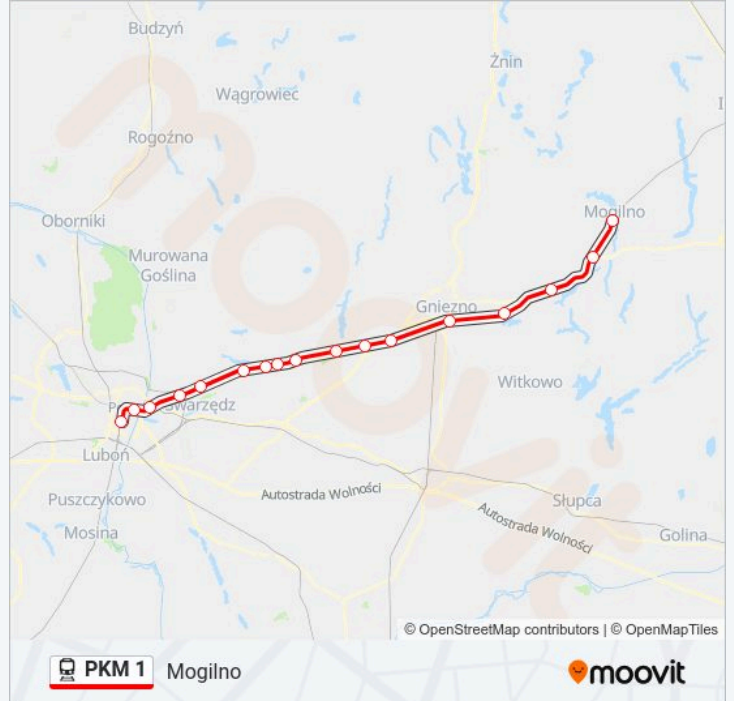 Budzyń
Żnin
Wągrowiec
I
Rogoźno
Mogilno
Oborniki
Murowana
Goślina
Gniezno
Witkowo
Swarzędz
Luboń
Autostrada Wolności
Puszczykowo
Słupca
Mosina
Autostrada Wolności
Golina
moovit
© OpenStreetMap contributors | © OpenMapTiles
PKM 1 Mogilno
moovit